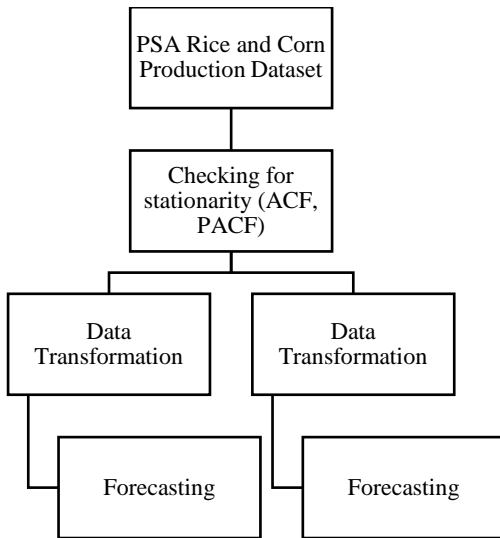 PSA Rice and Corn
Production Dataset
Checking for
stationarity (ACF,
PACF)
Data
Transformation
Data
Transformation
Forecasting
Forecasting